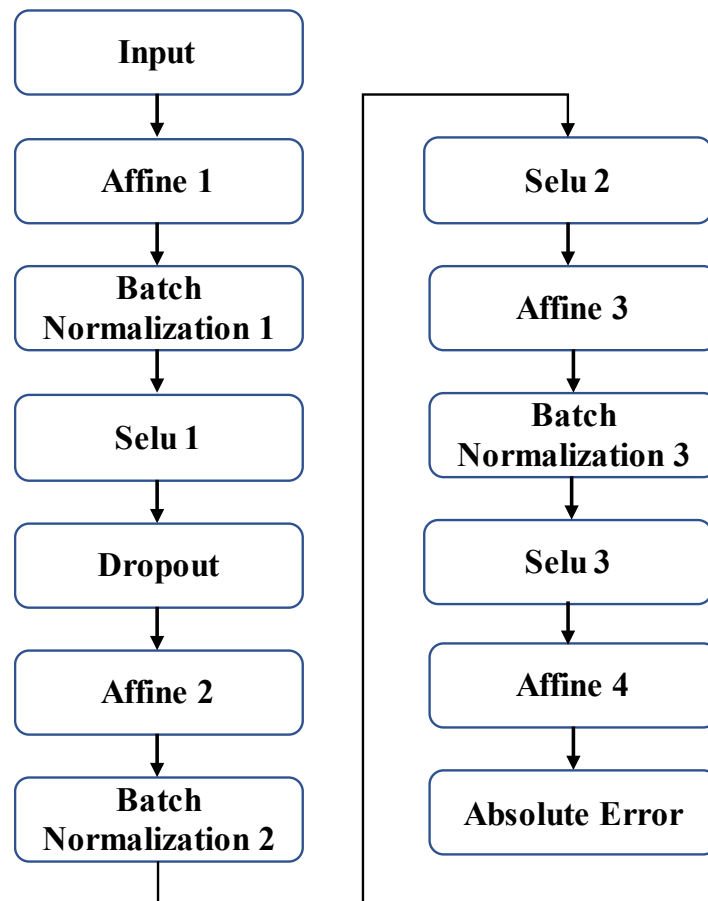 Input
Affine 1
Batch
Normalization 1
Selu 1
Dropout
Affine 2
Batch
Normalization 2
Selu 2
Affine 3
Batch
Normalization 3
Selu 3
Affine 4
Absolute Error